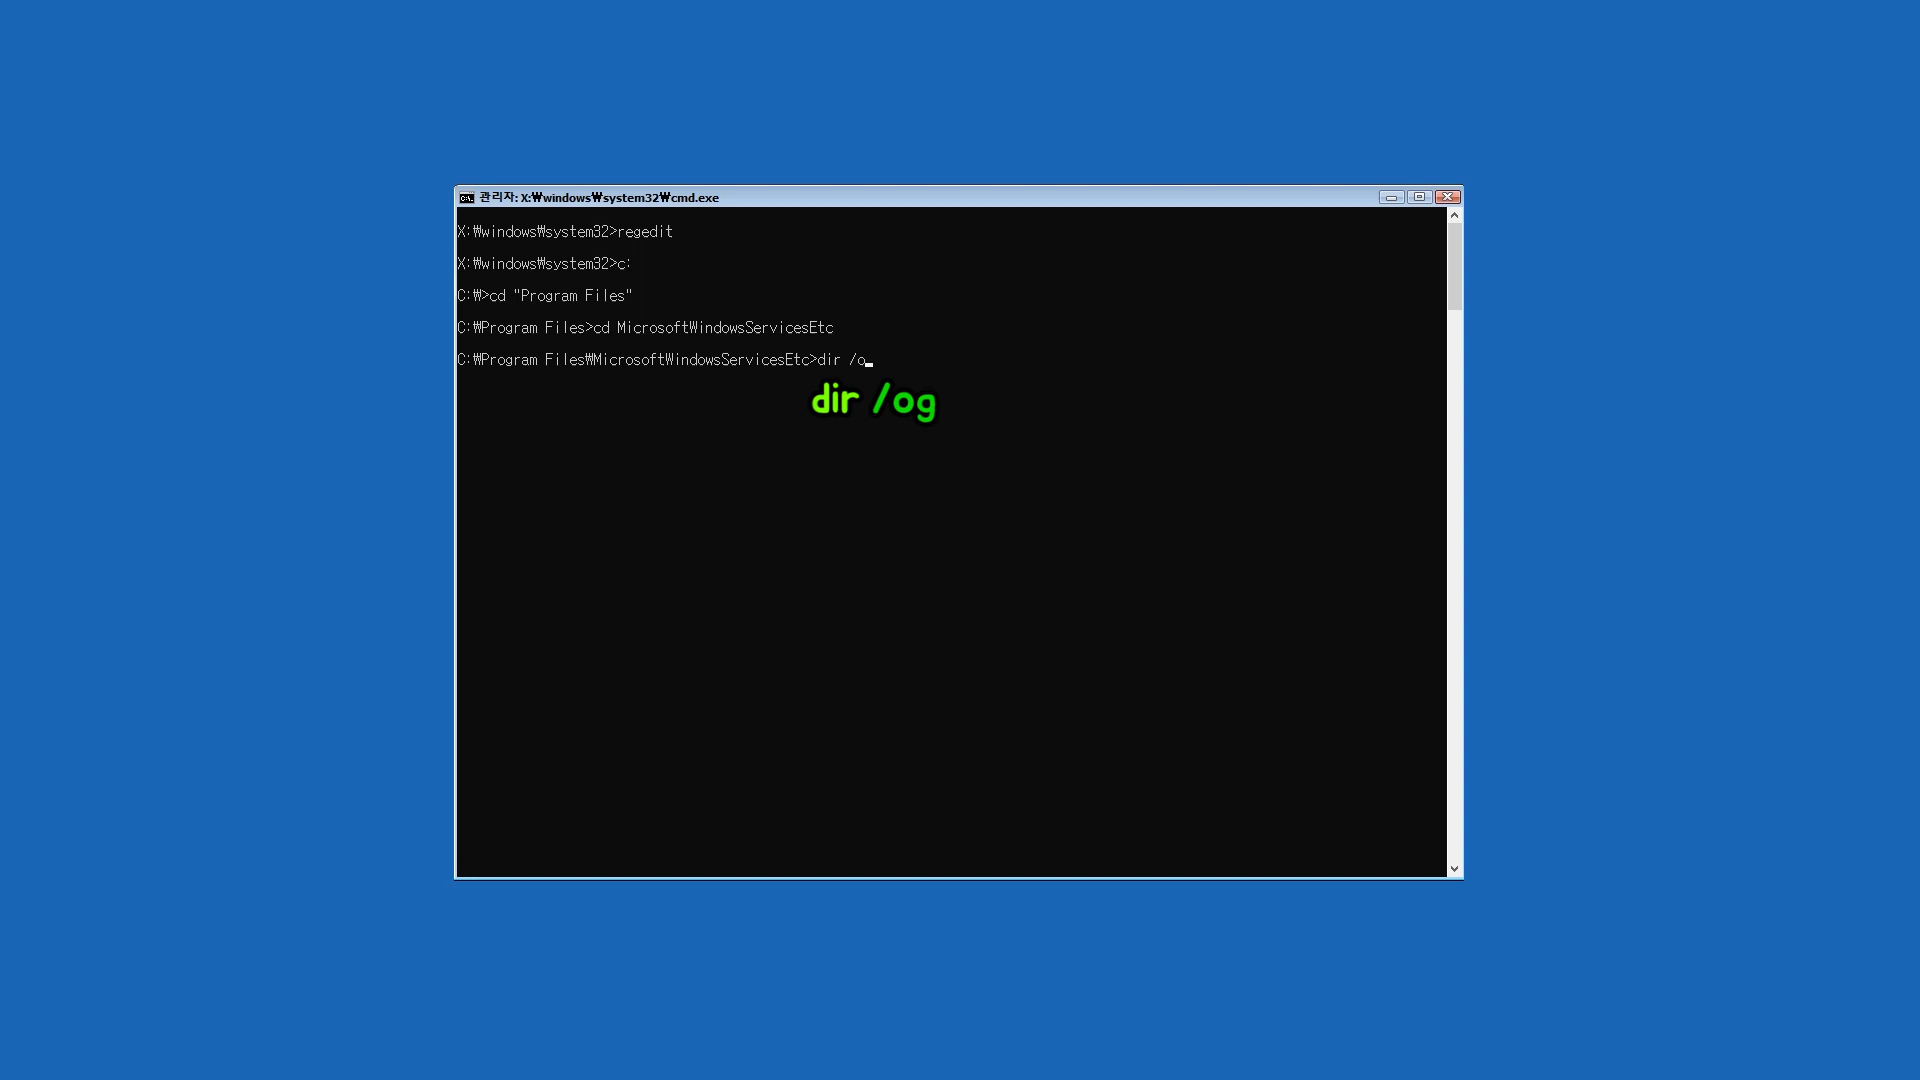 관리자: X:₩windows₩system32₩cmd.exe
X:₩windows₩system32>regedit
X:₩windows₩system32>c:
C:₩>cd "Program Files"
C:₩Program Files>cd MicrosoftWindowsServicesEtc
C:₩Program Files₩MicrosoftWindowsServicesEtc>dir /o
dir /og